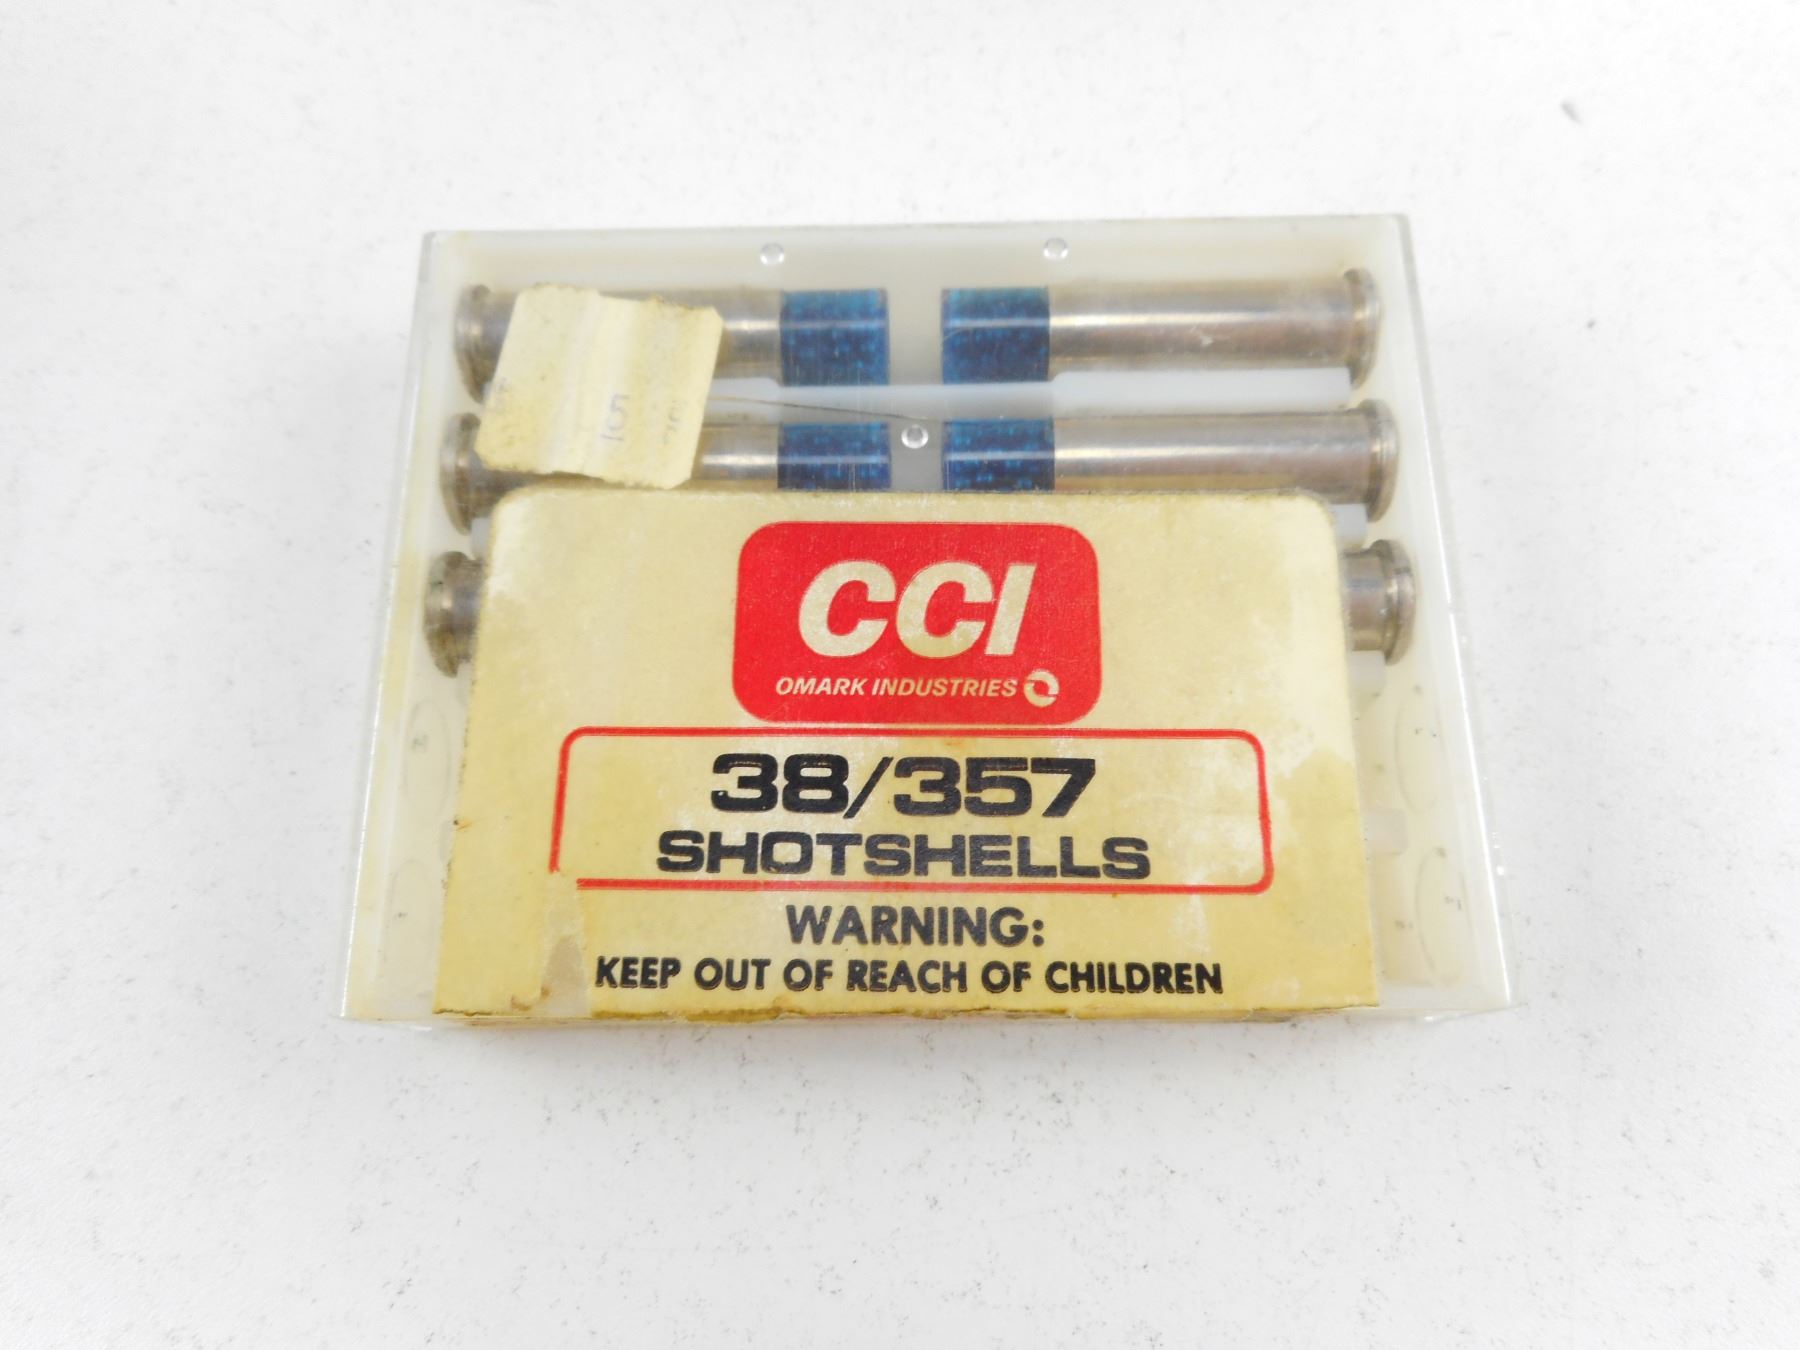 CCI
OMARK INDUSTRIES
38/357
SHOTSHELLS
WARNING:
KEEP OUT OF REACH OF CHILDREN